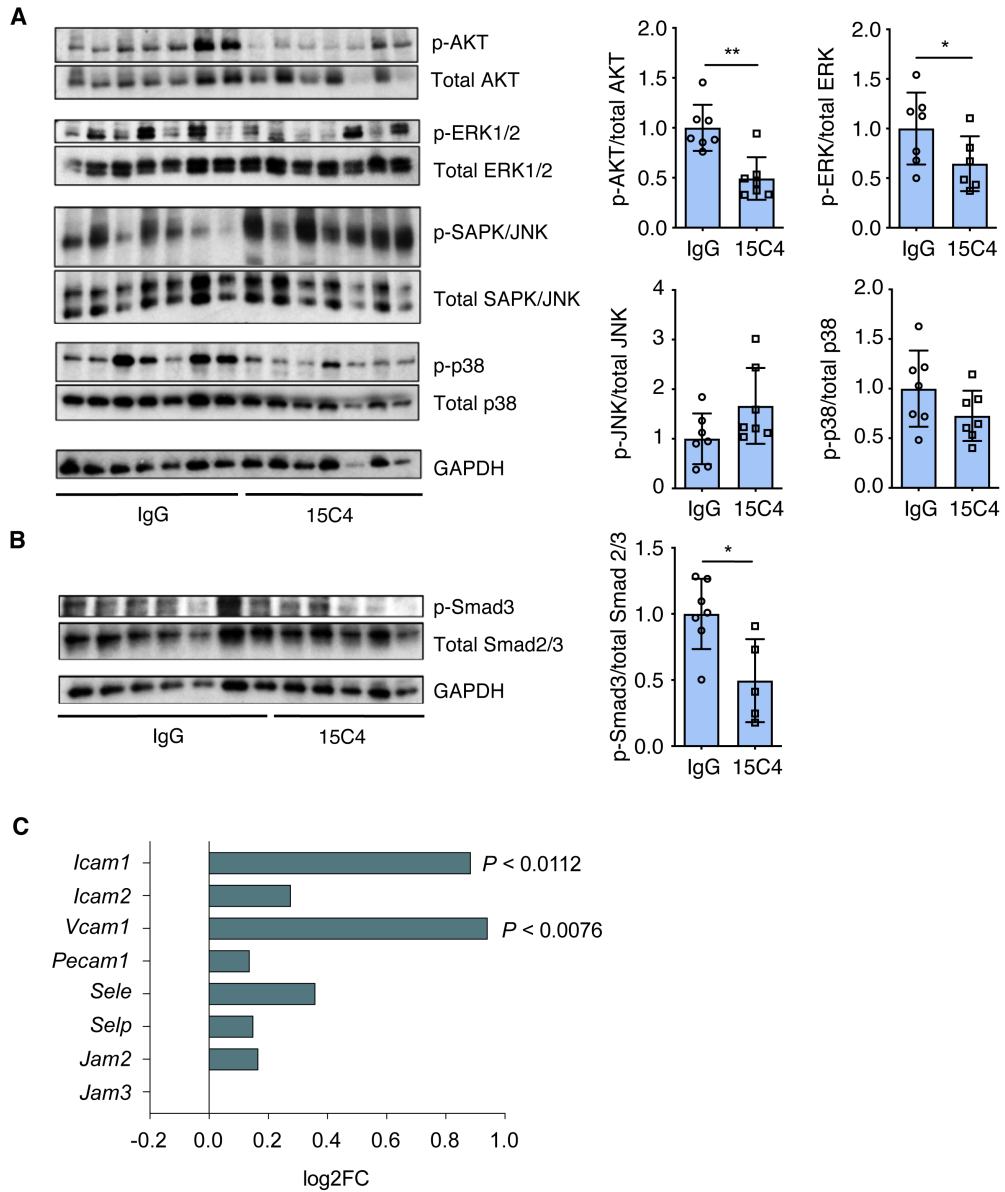 A
p-AKT
Total AKT
p-ERK1/2
Total ERK1/2
p-SAPK/JNK
Total SAPK/JNK
p-p38
Total p38
GAPDH
IgG 15C4
p-AKT/total AKT
2.0
1.5
1.0
0.5
0.0
**
IgG 15C4
p-ERK/total ERK
2.0
1.5
1.0
0.5
0.0
*
IgG 15C4
p-JNK/total JNK
4
3
2
1
0
IgG 15C4
p-p38/total p38
2.0
1.5
1.0
0.5
0.0
IgG 15C4
B
p-Smad3
Total Smad2/3
GAPDH
IgG 15C4
p-Smad3/total Smad 2/3
1.5
1.0
0.5
0.0
*
IgG 15C4
C
Icam1 P < 0.0112
Icam2
Vcam1 P < 0.0076
Pecam1
Sele
Selp
Jam2
Jam3
-0.2 0.0 0.2 0.4 0.6 0.8 1.0
log2FC